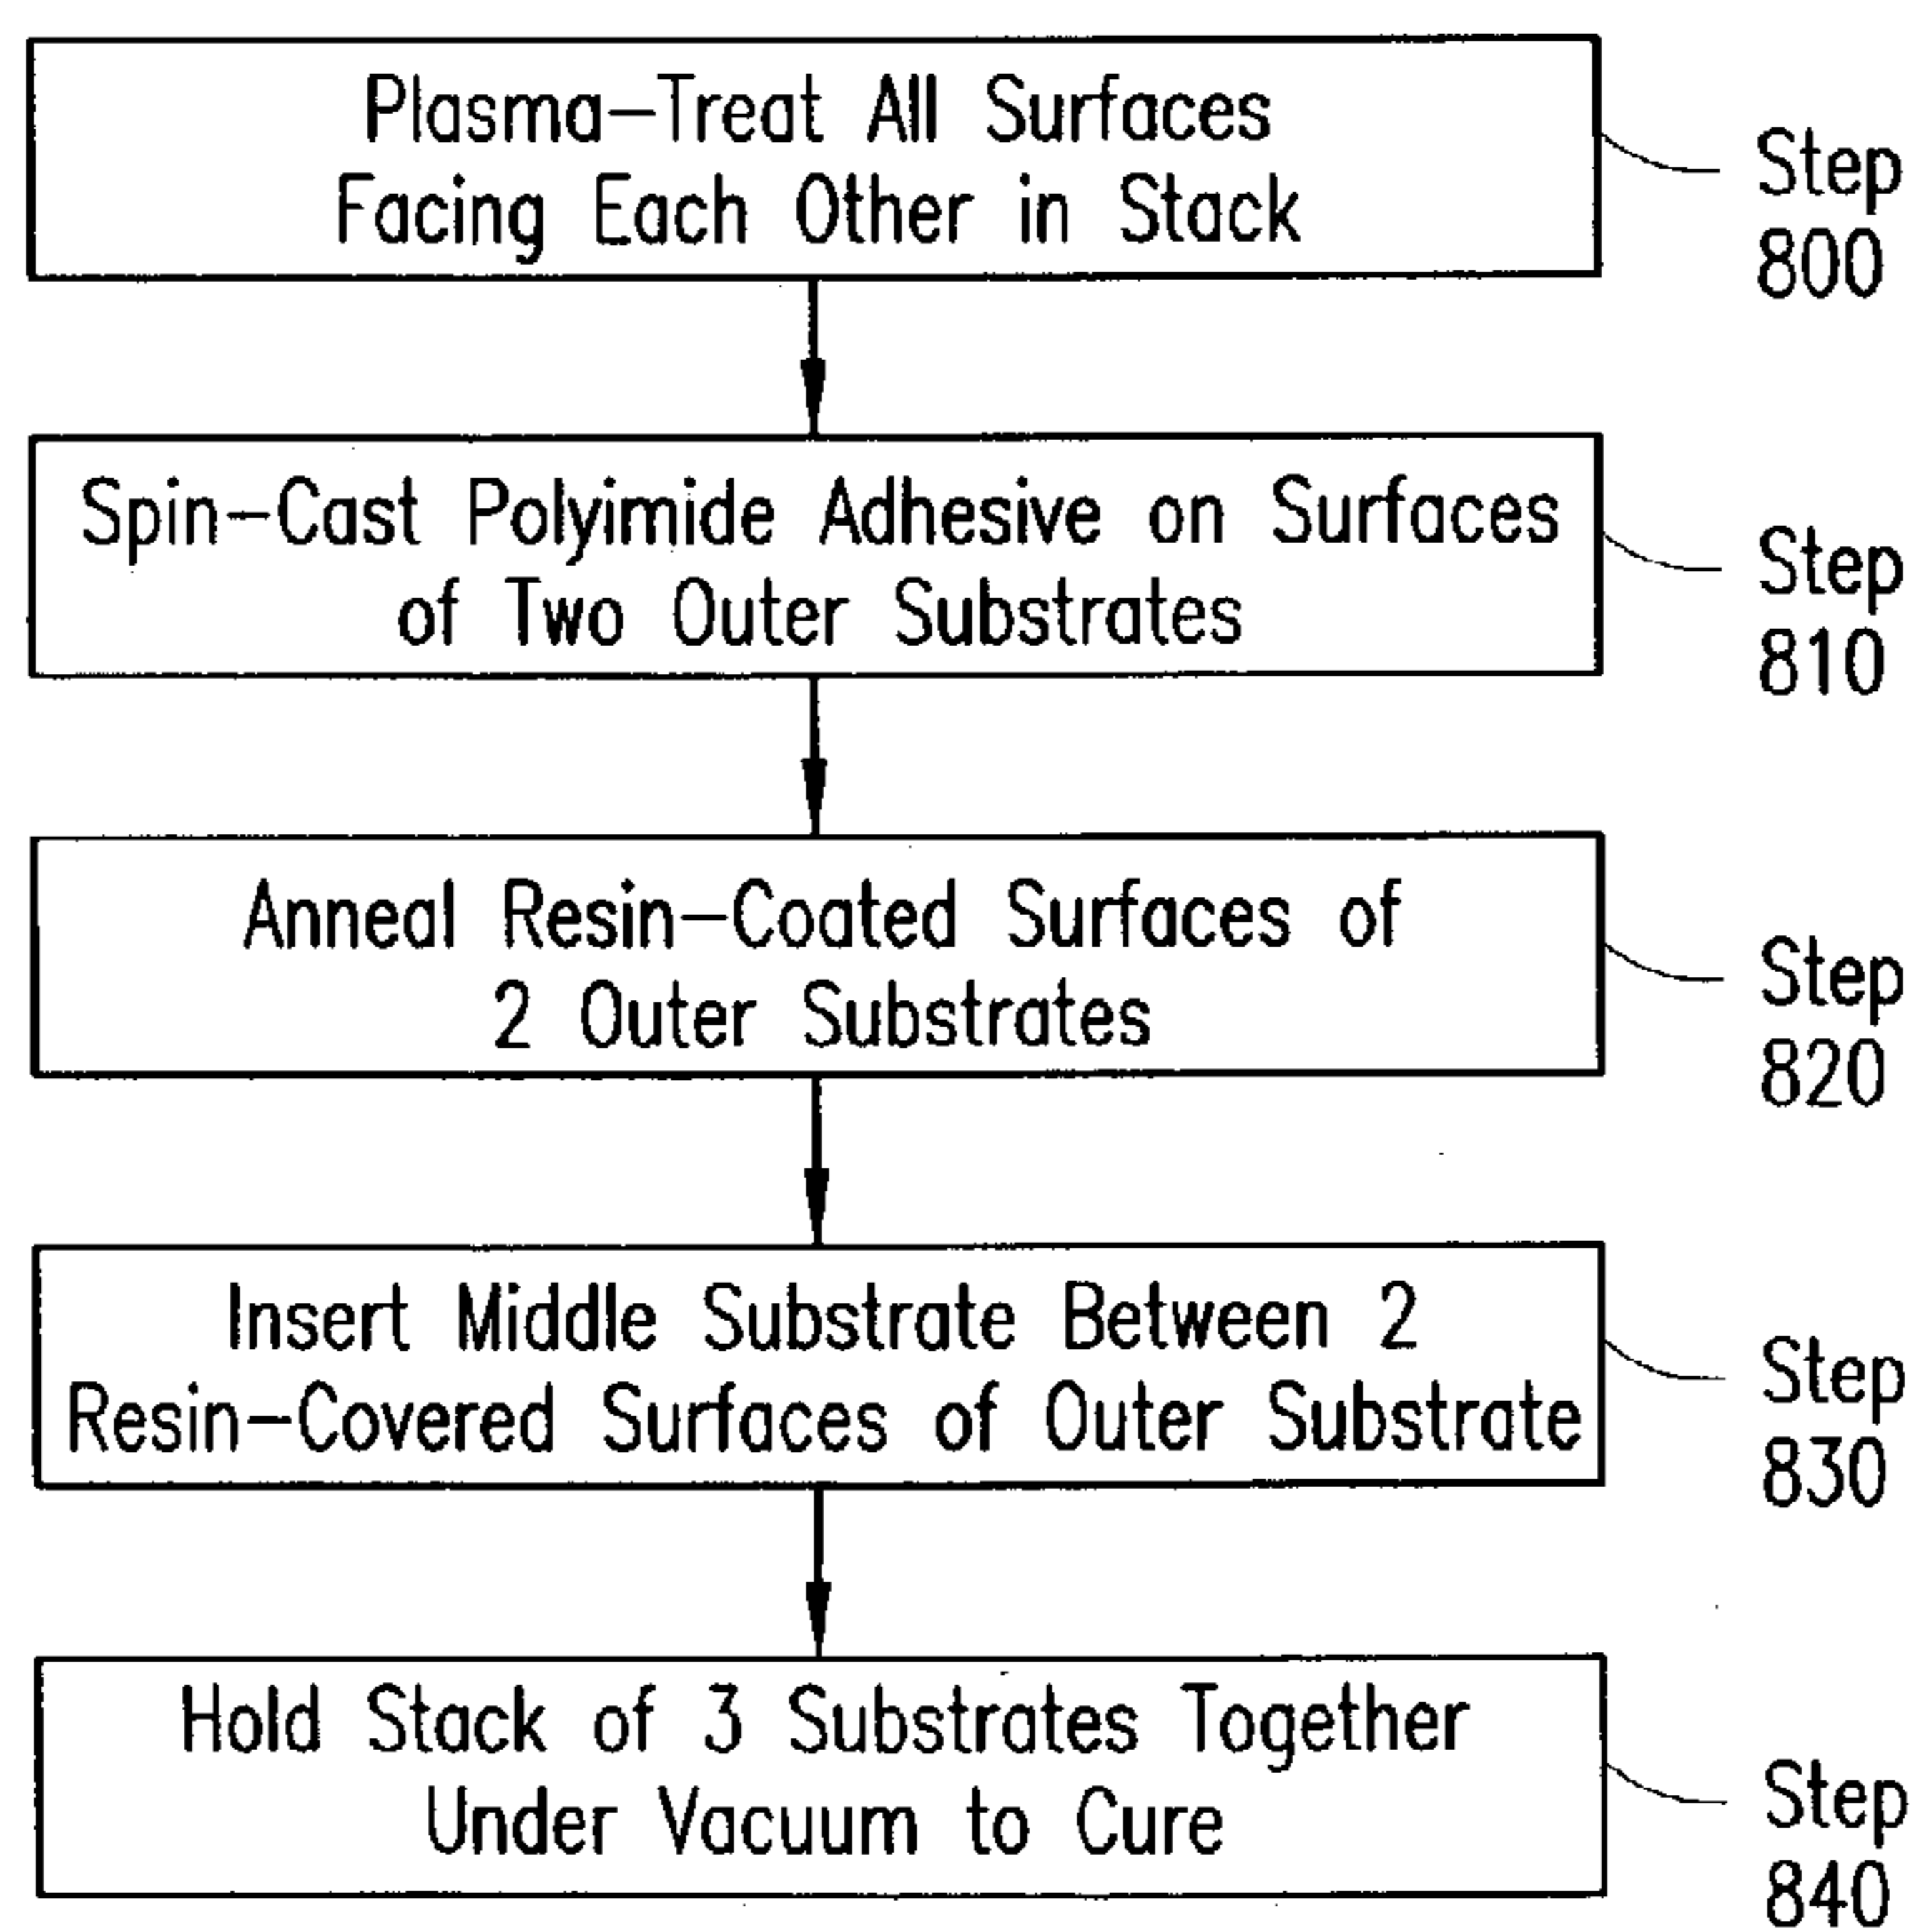 Plasma-Treat All Surfaces
Facing Each Other in Stack
Step
800
Spin-Cast Polyimide Adhesive on Surfaces
of Two Outer Substrates
Step
810
Anneal Resin-Coated Surfaces of
2 Outer Substrates
Step
820
Insert Middle Substrate Between 2
Resin-Covered Surfaces of Outer Substrate
Step
830
Hold Stack of 3 Substrates Together
Under Vacuum to Cure
Step
840